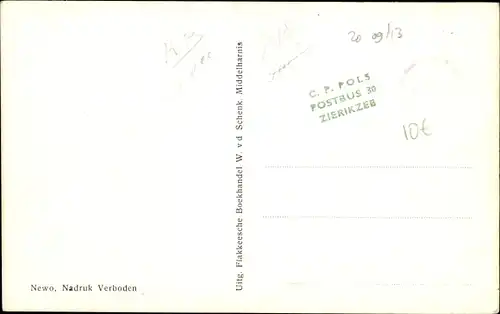 20 09/13
C. P. POLS
POSTBUS 30
ZIERIKZEE
10€
Uitg. Flakkeesche Boekhandel W. v d Schenk Middelharnis
Newo, Nadruk Verboden